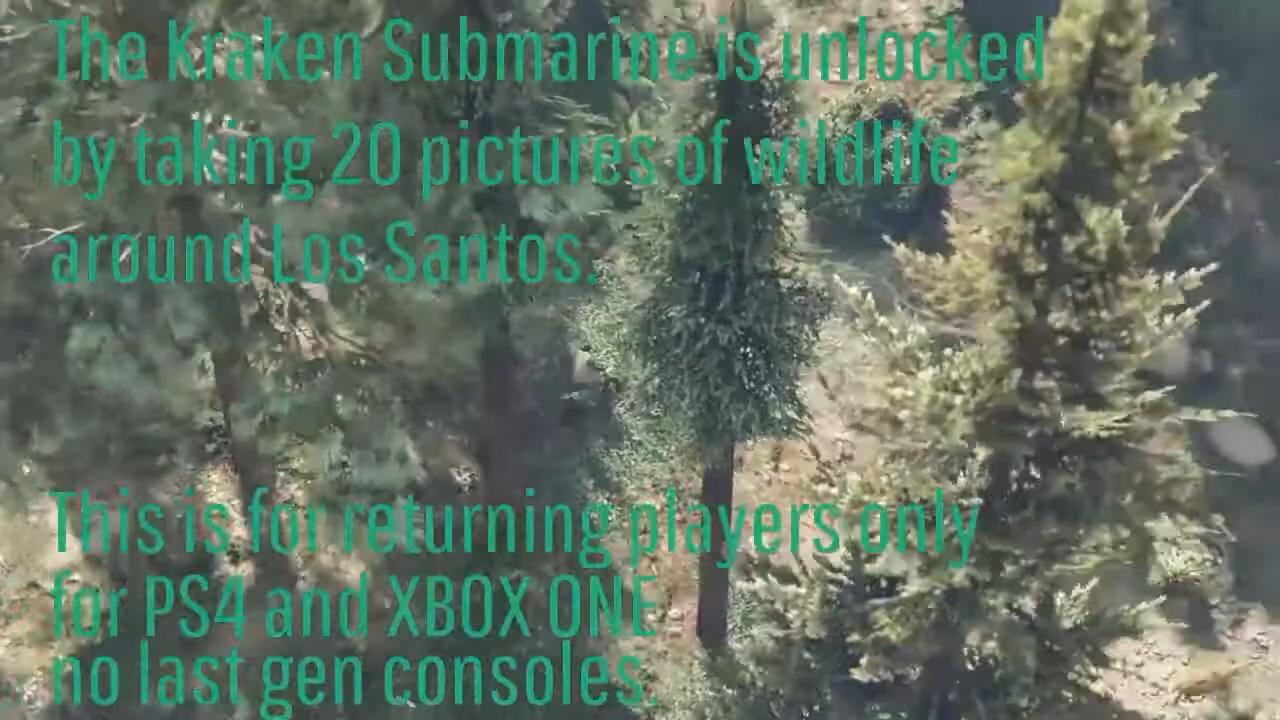 The Kraken Submarine is unlocked
by taking 20 pictures of wildlife
around Los Santos.
This is for returning players only
for PS4 and XBOX ONE
no last gen consoles.